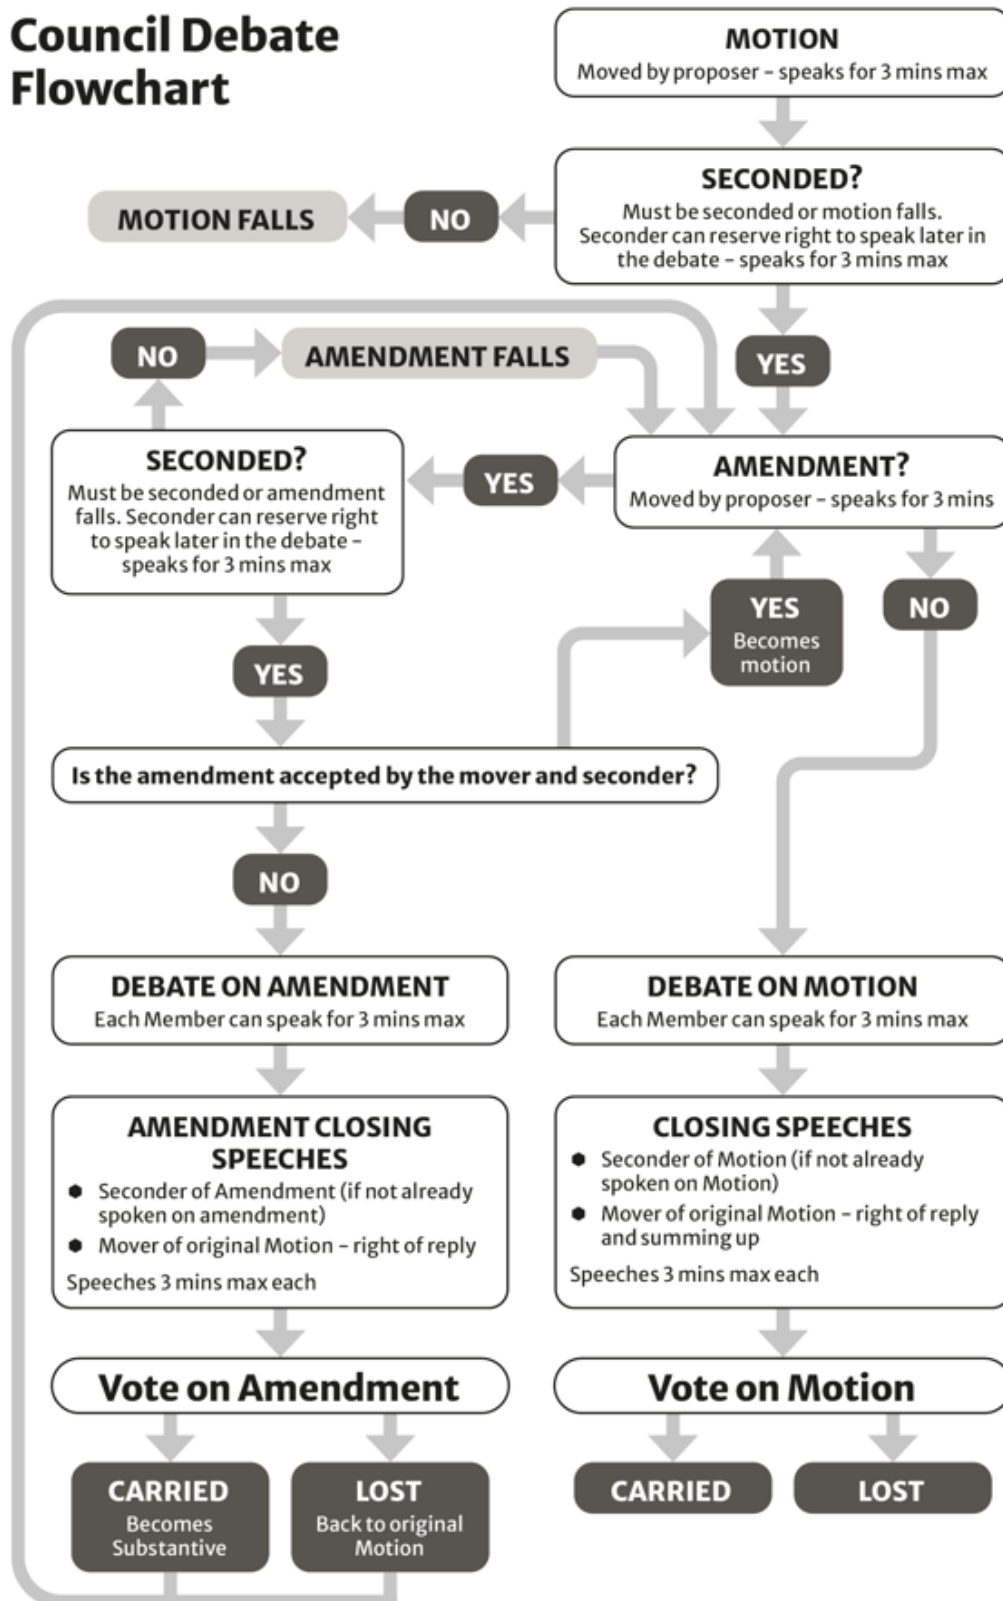 Council Debate
Flowchart
MOTION
Moved by proposer – speaks for 3 mins max
SECONDED?
Must be seconded or motion falls.
Seconder can reserve right to speak later in
the debate – speaks for 3 mins max
NO
MOTION FALLS
YES
NO
AMENDMENT FALLS
AMENDMENT?
Moved by proposer – speaks for 3 mins
YES
SECONDED?
Must be seconded or amendment
falls. Seconder can reserve right
to speak later in the debate –
speaks for 3 mins max
YES
Becomes
motion
NO
YES
Is the amendment accepted by the mover and seconder?
NO
DEBATE ON AMENDMENT
Each Member can speak for 3 mins max
DEBATE ON MOTION
Each Member can speak for 3 mins max
AMENDMENT CLOSING
SPEECHES
Seconder of Amendment (if not already
spoken on amendment)
Mover of original Motion – right of reply
Speeches 3 mins max each
CLOSING SPEECHES
Seconder of Motion (if not already
spoken on Motion)
Mover of original Motion – right of reply
and summing up
Speeches 3 mins max each
Vote on Amendment
Vote on Motion
CARRIED
Becomes
Substantive
LOST
Back to original
Motion
CARRIED
LOST